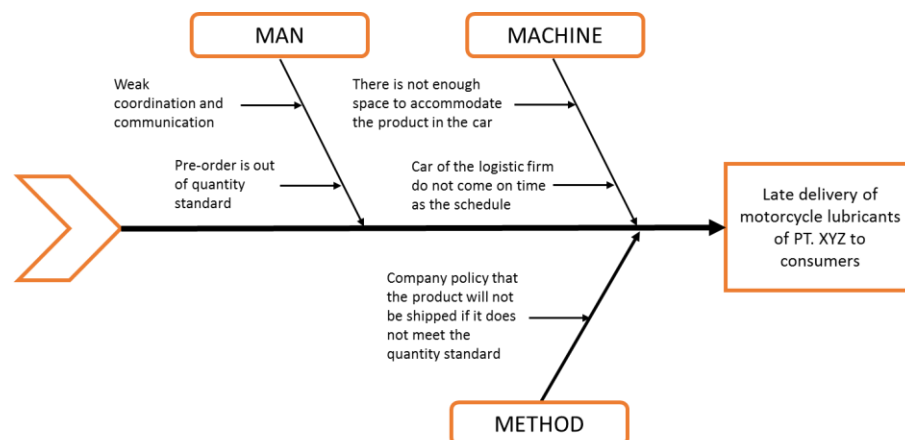 MAN
MACHINE
Weak
coordination and
communication
There is not enough
space to accommodate
the product in the car
Pre-order is out
of quantity
standard
Car of the logistic firm
do not come on time
as the schedule
Late delivery of
motorcycle lubricants
of PT. XYZ to
consumers
Company policy that
the product will not
be shipped if it does
not meet the
quantity standard
METHOD